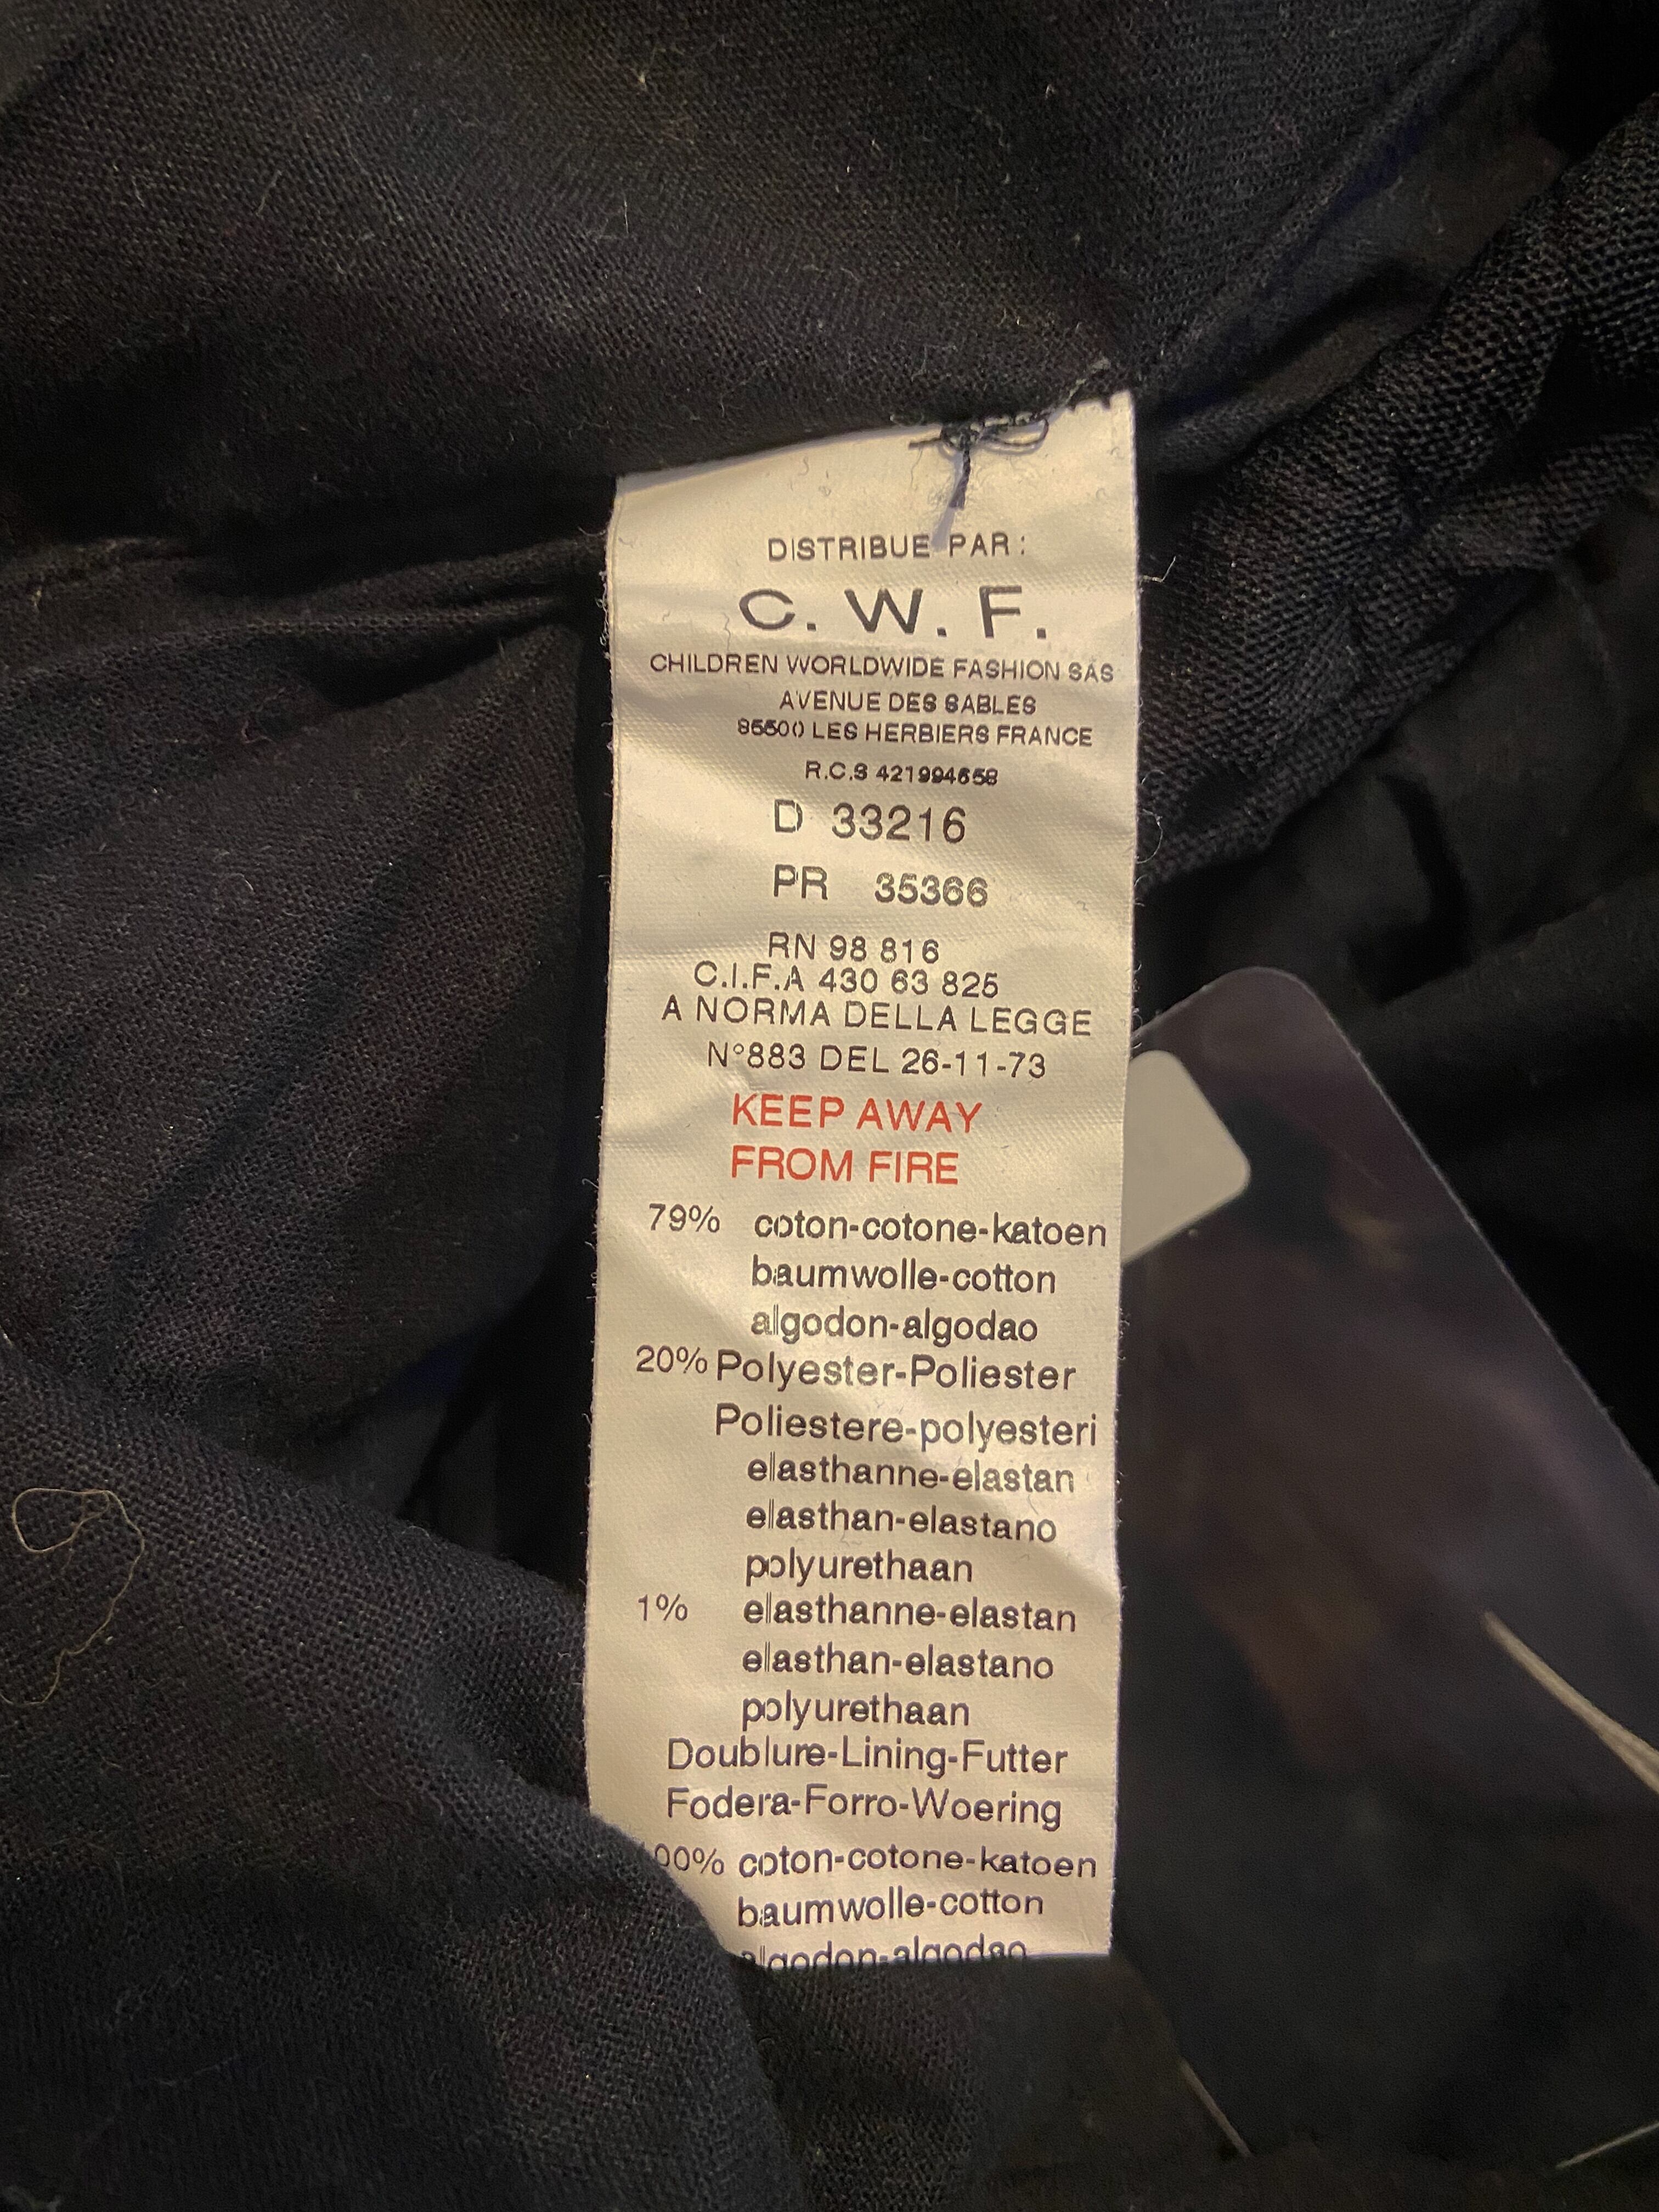 DISTRIBUE PAR :
C. W. F.
CHILDREN WORLDWIDE FASHION SAS
AVENUE DES SABLES
85500 LES HERBIERS FRANCE
R.C.S 421994658
D 33216
PR 35366
RN 98 816
C.I.F.A 430 63 825
A NORMA DELLA LEGGE
N°883 DEL 26-11-73
KEEP AWAY
FROM FIRE
79% coton-cotone-katoen
baumwolle-cotton
algodon-algodao
20% Polyester-Poliester
Poliestere-polyesteri
elasthanne-elastan
elasthan-elastano
polyurethaan
1% elasthanne-elastan
elasthan-elastano
polyurethaan
Doublure-Lining-Futter
Fodera-Forro-Woering
00% coton-cotone-katoen
baumwolle-cotton
algodon-algodao